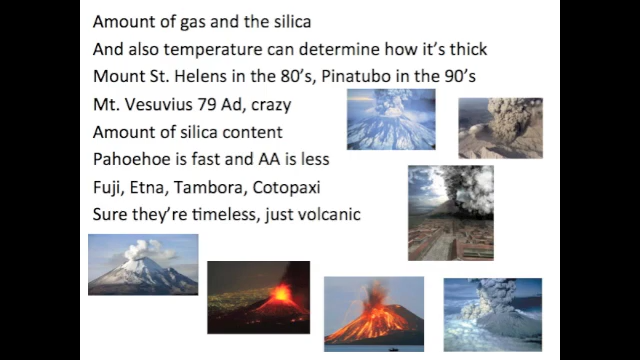 Amount of gas and the silica
And also temperature can determine how it's thick
Mount St. Helens in the 80's, Pinatubo in the 90's
Mt. Vesuvius 79 Ad, crazy
Amount of silica content
Pahoehoe is fast and AA is less
Fuji, Etna, Tambora, Cotopaxi
Sure they're timeless, just volcanic